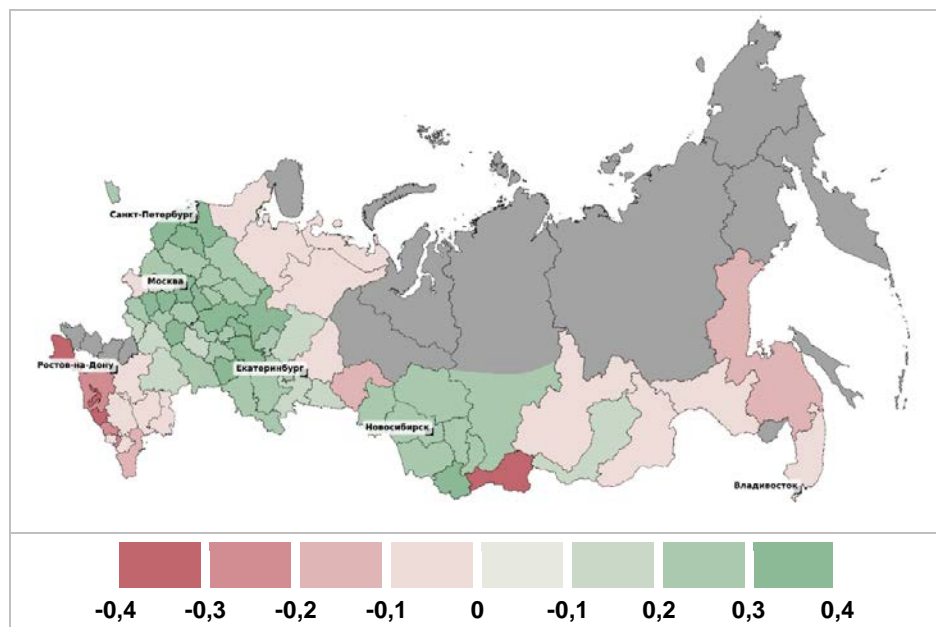 Санкт-Петербург
Москва
Ростов-на-Дону
Екатеринбург
Новосибирск
Владивосток
-0,4 -0,3 -0,2 -0,1 0 -0,1 0,2 0,3 0,4